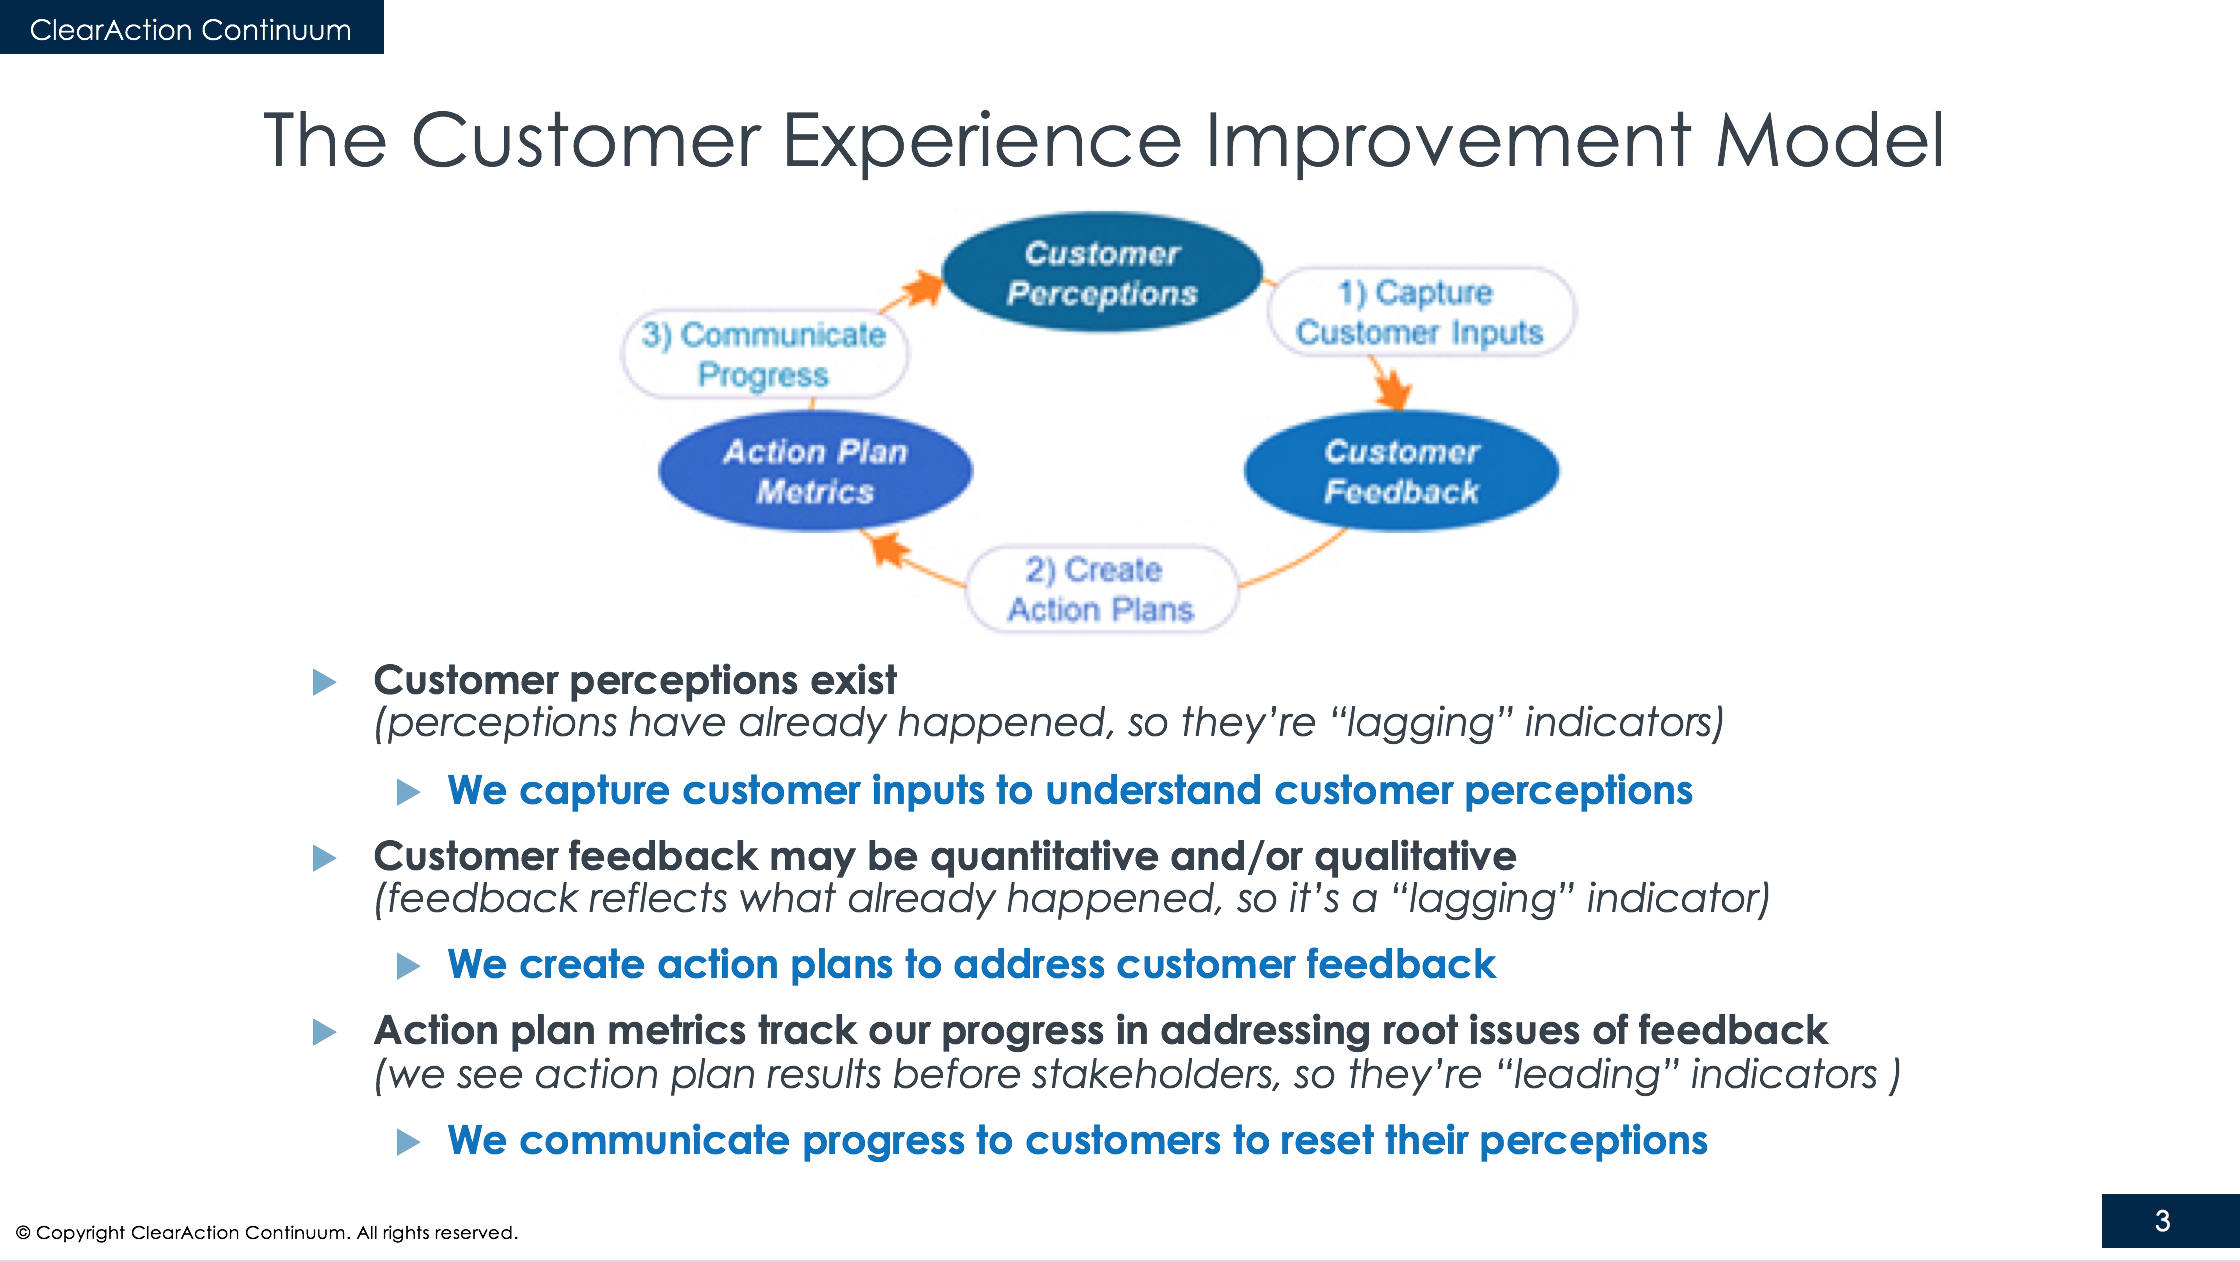 ClearAction Continuum
The Customer Experience Improvement Model
Customer
Perceptions
1) Capture
Customer Inputs
3) Communicate
Progress
Action Plan
Metrics
Customer
Feedback
2) Create
Action Plans
Customer perceptions exist
(perceptions have already happened, so they’re “lagging” indicators)
We capture customer inputs to understand customer perceptions
Customer feedback may be quantitative and/or qualitative
(feedback reflects what already happened, so it’s a “lagging” indicator)
We create action plans to address customer feedback
Action plan metrics track our progress in addressing root issues of feedback
(we see action plan results before stakeholders, so they’re “leading” indicators )
We communicate progress to customers to reset their perceptions
© Copyright ClearAction Continuum. All rights reserved.
3